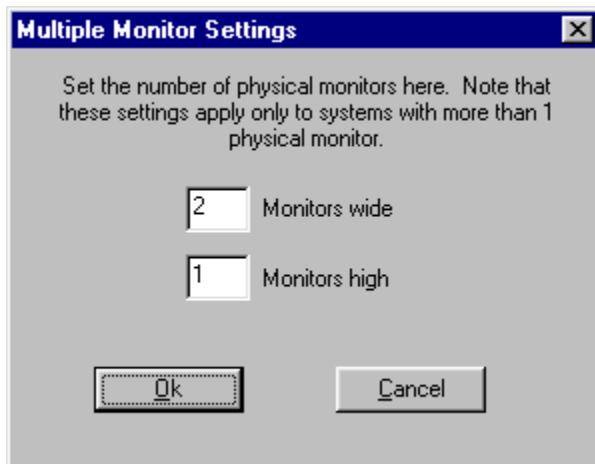 Multiple Monitor Settings
Set the number of physical monitors here.  Note that
these settings apply only to systems with more than 1
physical monitor.
2 Monitors wide
1 Monitors high
Ok Cancel